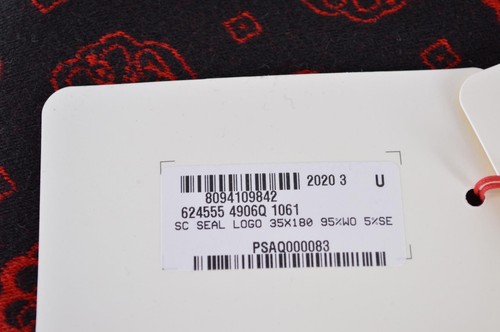 2020 3 U
8094109842
624555 4906Q 1061
SC SEAL LOGO 35X180 95%WO 5%SE
PSAQ000083